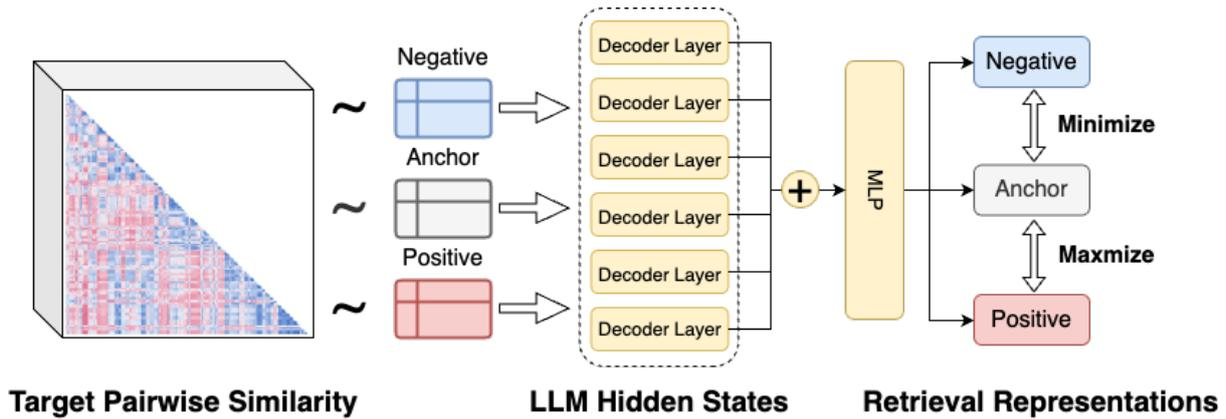 Negative
Anchor
Positive
Decoder Layer
Decoder Layer
Decoder Layer
Decoder Layer
Decoder Layer
Decoder Layer
+
MLP
Negative
Minimize
Anchor
Maxmize
Positive
Target Pairwise Similarity
LLM Hidden States
Retrieval Representations